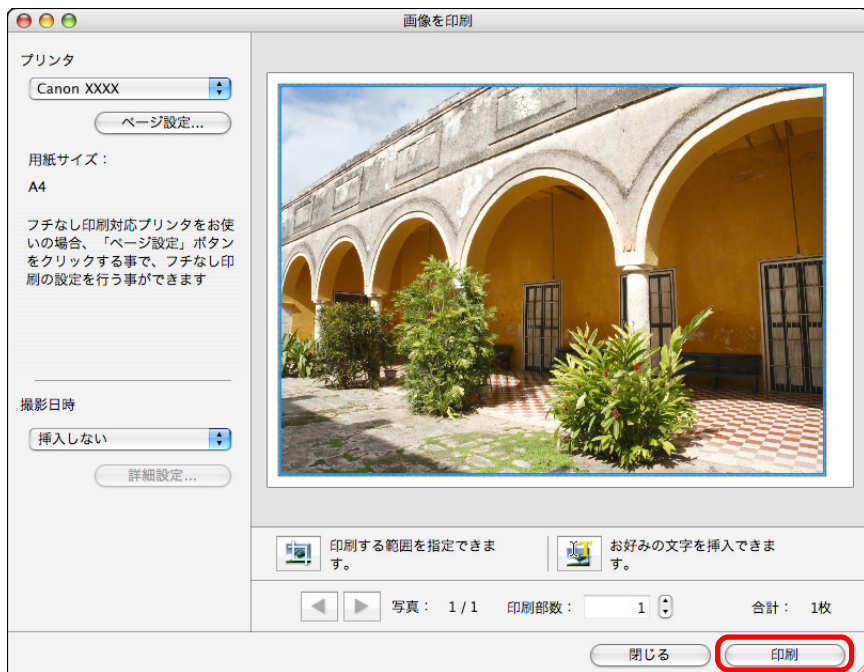 画像を印刷
プリンタ
Canon XXXX
ページ設定...
用紙サイズ：
A4
フチなし印刷対応プリンタをお使
いの場合、「ページ設定」ボタン
をクリックする事で、フチなし印
刷の設定を行う事ができます
撮影日時
挿入しない
詳細設定...
印刷する範囲を指定できま
す。
お好みの文字を挿入できま
す。
写真： 1 / 1 印刷部数： 1 合計： 1枚
閉じる 印刷